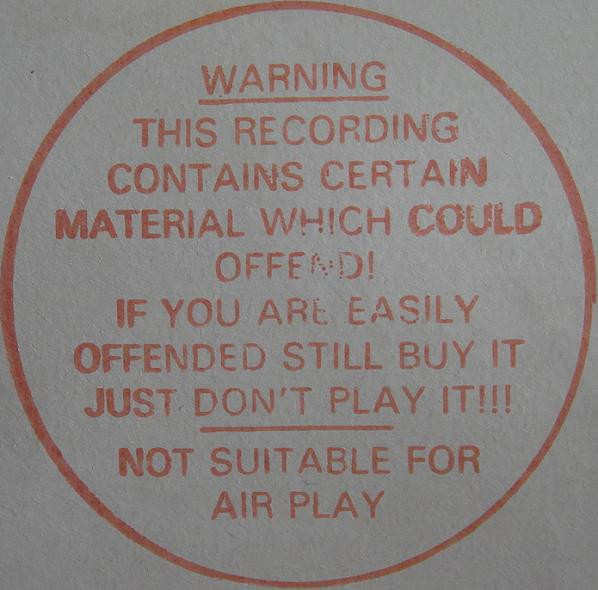 WARNING
THIS RECORDING
CONTAINS CERTAIN
MATERIAL WHICH COULD
OFFEND!
IF YOU ARE EASILY
OFFENDED STILL BUY IT
JUST DON'T PLAY IT!!!
NOT SUITABLE FOR
AIR PLAY